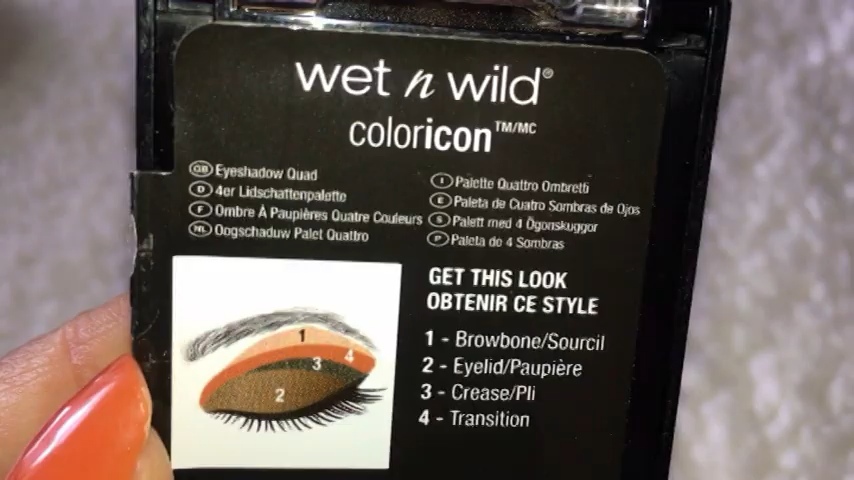 wet n wild®
coloricon™/MC
GB Eyeshadow Quad
D 4er Lidschattenpalette
F Ombre À Paupières Quatre Couleurs
NL Oogschaduw Palet Quattro
I Palette Quattro Ombretti
E Paleta de Cuatro Sombras de Ojos
S Palett med 4 Ögonskuggor
P Paleta de 4 Sombras
GET THIS LOOK
OBTENIR CE STYLE
1 - Browbone/Sourcil
2 - Eyelid/Paupière
3 - Crease/Pli
4 - Transition
1
4
3
2